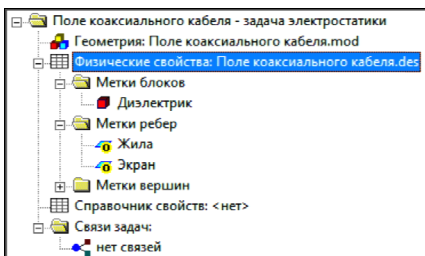 Поле коаксиального кабеля - задача электростатики
Геометрия: Поле коаксиального кабеля.mod
Физические свойства: Поле коаксиального кабеля.des
Метки блоков
Диэлектрик
Метки ребер
Жила
Экран
Метки вершин
Справочник свойств: <нет>
Связи задач:
нет связей